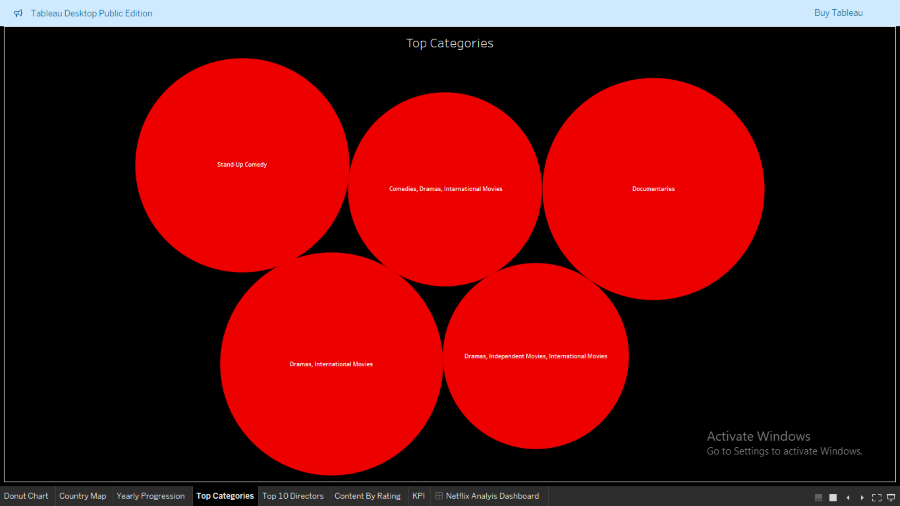 Tableau Desktop Public Edition
Buy Tableau
Top Categories
Stand-Up Comedy
Comedies, Dramas, International Movies
Documentaries
Dramas, International Movies
Dramas, Independent Movies, International Movies
Activate Windows
Go to Settings to activate Windows.
Donut Chart
Country Map
Yearly Progression
Top Categories
Top 10 Directors
Content By Rating
KPI
Netflix Analyis Dashboard